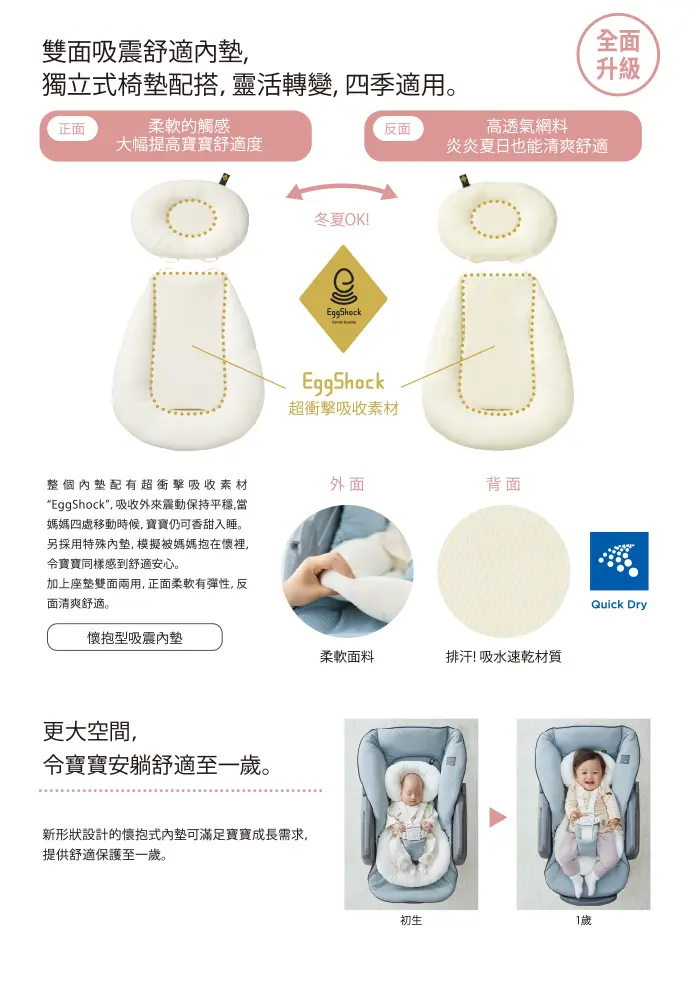 雙面吸震舒適內墊,
獨立式椅墊配搭, 靈活轉變, 四季適用。
全面
升級
正面
柔軟的觸感
大幅提高寶寶舒適度
反面
高透氣網料
炎炎夏日也能清爽舒適
冬夏OK!
EggShock
EggShock
超衝擊吸收素材
整個內墊配有超衝擊吸收素材
“EggShock”, 吸收外來震動保持平穩,當
媽媽四處移動時候, 寶寶仍可香甜入睡。
另採用特殊內墊, 模擬被媽媽抱在懷裡,
令寶寶同樣感到舒適安心。
加上座墊雙面兩用, 正面柔軟有彈性, 反
面清爽舒適。
懷抱型吸震內墊
外面
背面
柔軟面料
排汗! 吸水速乾材質
Quick Dry
更大空間,
令寶寶安躺舒適至一歲。
新形狀設計的懷抱式內墊可滿足寶寶成長需求,
提供舒適保護至一歲。
初生
1歲